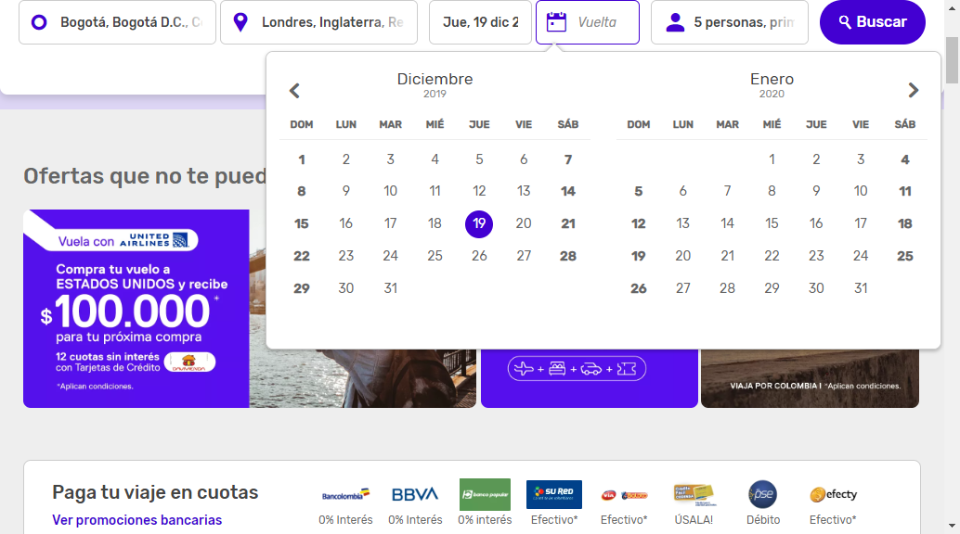 Bogotá, Bogotá D.C., C
Londres, Inglaterra, Re
Jue, 19 dic 2
Vuelta
5 personas, prim
Buscar
Diciembre
2019
DOM LUN MAR MIÉ JUE VIE SÁB
1 2 3 4 5 6 7
8 9 10 11 12 13 14
15 16 17 18 19 20 21
22 23 24 25 26 27 28
29 30 31
Enero
2020
DOM LUN MAR MIÉ JUE VIE SÁB
1 2 3 4
5 6 7 8 9 10 11
12 13 14 15 16 17 18
19 20 21 22 23 24 25
26 27 28 29 30 31
Ofertas que no te pued
Vuela con UNITED AIRLINES
Compra tu vuelo a
ESTADOS UNIDOS y recibe
$100.000*
para tu próxima compra
12 cuotas sin interés
con Tarjetas de Crédito DAVIVIENDA
*Aplican condiciones.
VIAJA POR COLOMBIA | *Aplican condiciones.
Paga tu viaje en cuotas
Ver promociones bancarias
Bancolombia
0% Interés
BBVA
0% Interés
banco popular
0% interés
SU RED
Efectivo*
Efectivo*
ÚSALA!
pse
Débito
efecty
Efectivo*